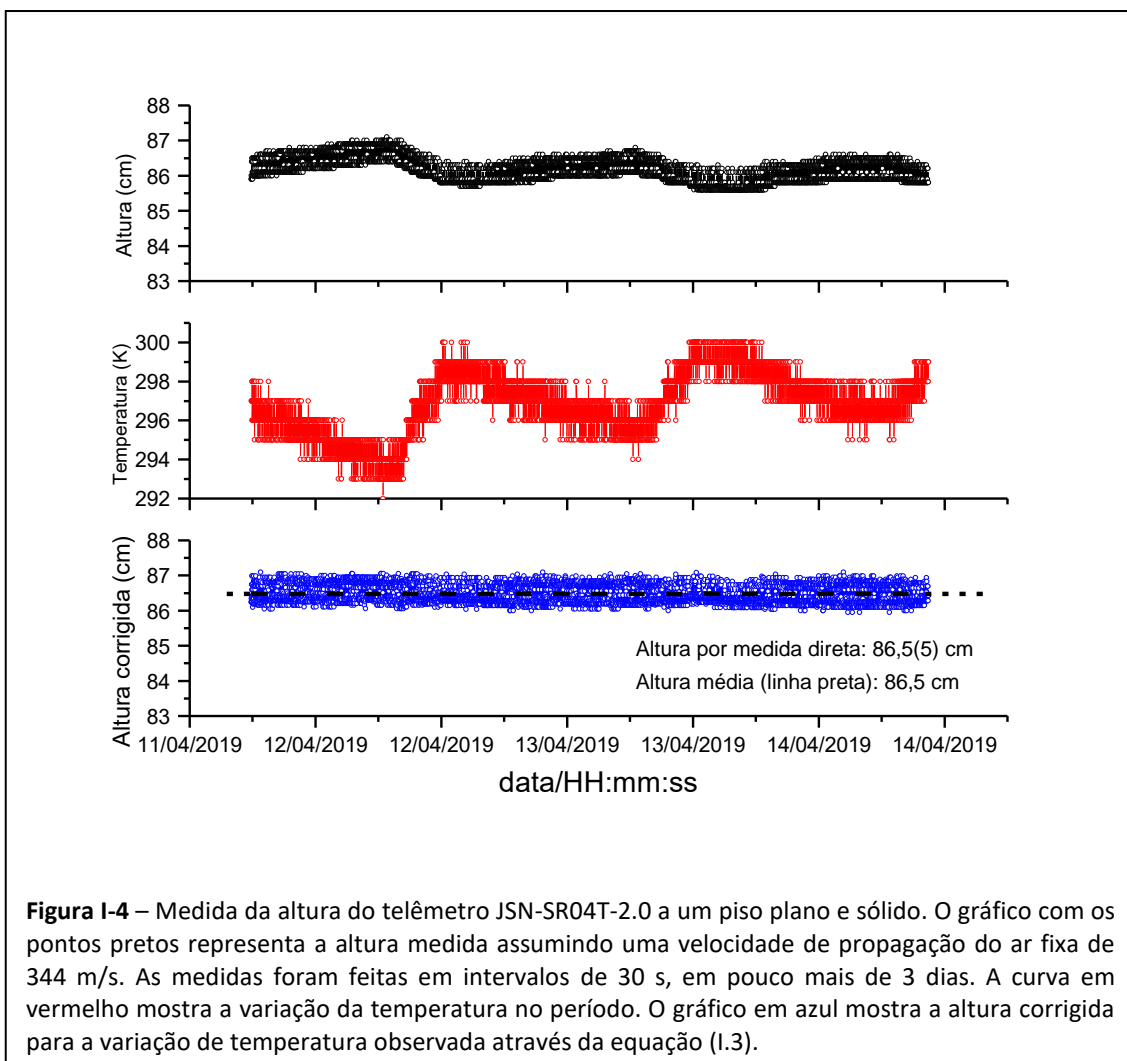 88
87
86
85
84
83
Altura (cm)
300
298
296
294
292
Temperatura (K)
88
87
86
85
84
83
Altura corrigida (cm)
Altura por medida direta: 86,5(5) cm
Altura média (linha preta): 86,5 cm
11/04/2019 12/04/2019 12/04/2019 13/04/2019 13/04/2019 14/04/2019 14/04/2019
data/HH:mm:ss
Figura I-4 – Medida da altura do telêmetro JSN-SR04T-2.0 a um piso plano e sólido. O gráfico com os
pontos pretos representa a altura medida assumindo uma velocidade de propagação do ar fixa de
344 m/s. As medidas foram feitas em intervalos de 30 s, em pouco mais de 3 dias. A curva em
vermelho mostra a variação da temperatura no período. O gráfico em azul mostra a altura corrigida
para a variação de temperatura observada através da equação (I.3).